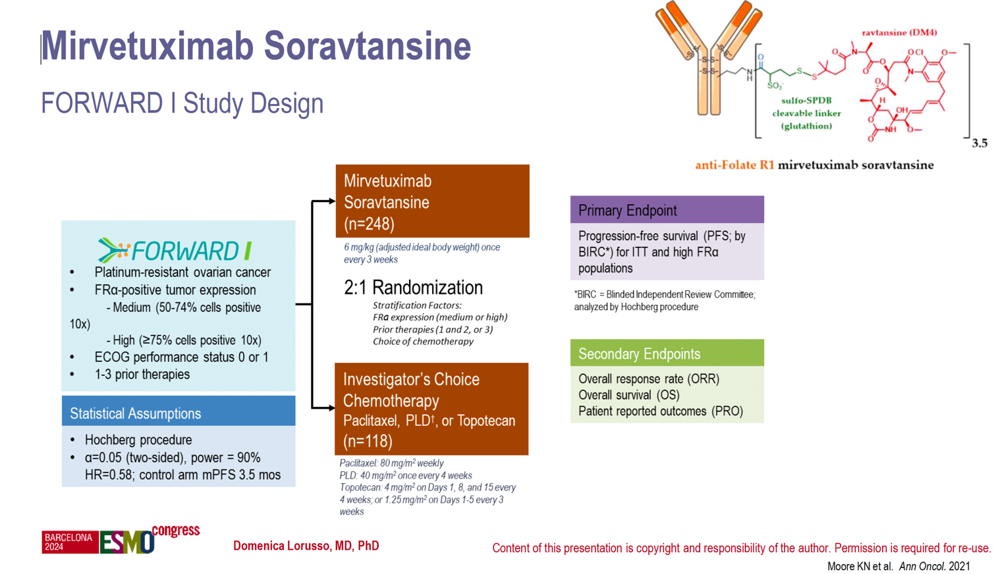 Mirvetuximab Soravtansine
FORWARD I Study Design
ravtansine (DM4)
sulfo-SPDB
cleavable linker
(glutathion)
3.5
anti-Folate R1 mirvetuximab soravtansine
FORWARD I
• Platinum-resistant ovarian cancer
• FRα-positive tumor expression
- Medium (50-74% cells positive
10x)
- High (≥75% cells positive 10x)
• ECOG performance status 0 or 1
• 1-3 prior therapies
Statistical Assumptions
• Hochberg procedure
• α=0.05 (two-sided), power = 90%
HR=0.58; control arm mPFS 3.5 mos
Mirvetuximab
Soravtansine
(n=248)
6 mg/kg (adjusted ideal body weight) once
every 3 weeks
2:1 Randomization
Stratification Factors:
FRα expression (medium or high)
Prior therapies (1 and 2, or 3)
Choice of chemotherapy
Investigator’s Choice
Chemotherapy
Paclitaxel, PLD†, or Topotecan
(n=118)
Paclitaxel: 80 mg/m² weekly
PLD: 40 mg/m² once every 4 weeks
Topotecan: 4 mg/m² on Days 1, 8, and 15 every
4 weeks; or 1.25 mg/m² on Days 1-5 every 3
weeks
Primary Endpoint
Progression-free survival (PFS; by
BIRC*) for ITT and high FRα
populations
*BIRC = Blinded Independent Review Committee;
analyzed by Hochberg procedure
Secondary Endpoints
Overall response rate (ORR)
Overall survival (OS)
Patient reported outcomes (PRO)
BARCELONA
2024
ESMO congress
Domenica Lorusso, MD, PhD
Content of this presentation is copyright and responsibility of the author. Permission is required for re-use.
Moore KN et al. Ann Oncol. 2021